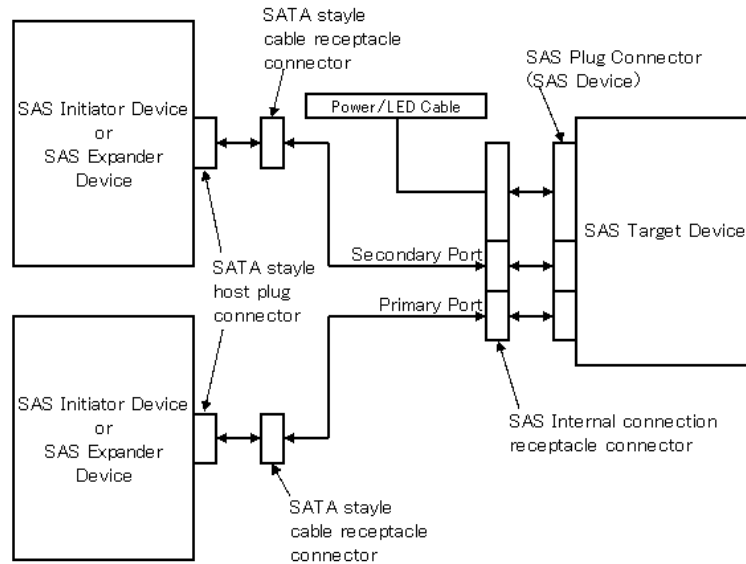 SATA stayle
cable receptacle
connector
SAS Plug Connector
(SAS Device)
SAS Initiator Device
or
SAS Expander
Device
Power/LED Cable
SAS Target Device
Secondary Port
SATA stayle
host plug
connector
Primary Port
SAS Initiator Device
or
SAS Expander
Device
SAS Internal connection
receptacle connector
SATA stayle
cable receptacle
connector